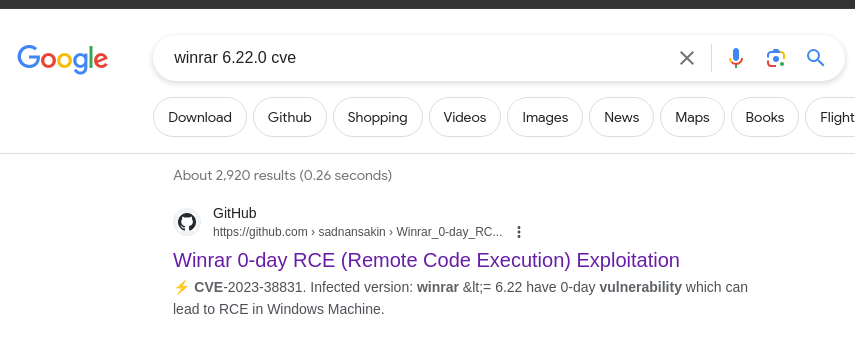 Google
winrar 6.22.0 cve
Download Github Shopping Videos Images News Maps Books Flight
About 2,920 results (0.26 seconds)
GitHub
https://github.com › sadnansakin › Winrar_0-day_RC...
Winrar 0-day RCE (Remote Code Execution) Exploitation
⚡ CVE-2023-38831. Infected version: winrar &lt;= 6.22 have 0-day vulnerability which can
lead to RCE in Windows Machine.